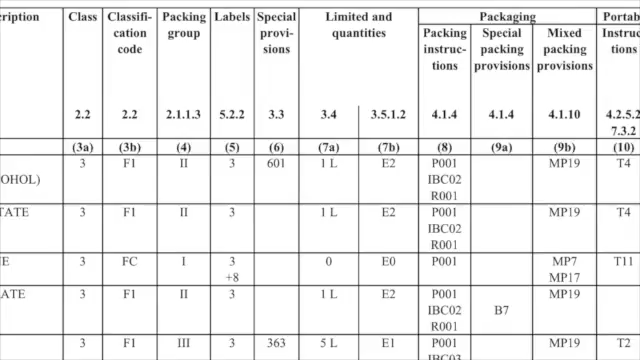 cription Class Classifi- Packing Labels Special Limited and Packaging Portab
cation group provi- quantities Packing Special Mixed Instruc
code sions instruc- packing packing tions
tions provisions provisions
2.2 2.2 2.1.1.3 5.2.2 3.3 3.4 3.5.1.2 4.1.4 4.1.4 4.1.10 4.2.5.2
7.3.2
(3a) (3b) (4) (5) (6) (7a) (7b) (8) (9a) (9b) (10)
3 F1 II 3 601 1 L E2 P001 MP19 T4
OHOL) IBC02
R001
TATE 3 F1 II 3 1 L E2 P001 MP19 T4
IBC02
R001
NE 3 FC I 3 0 E0 P001 MP7 T11
+8 MP17
ATE 3 F1 II 3 1 L E2 P001 MP19
IBC02 B7
R001
3 F1 III 3 363 5 L E1 P001 MP19 T2
IBC03